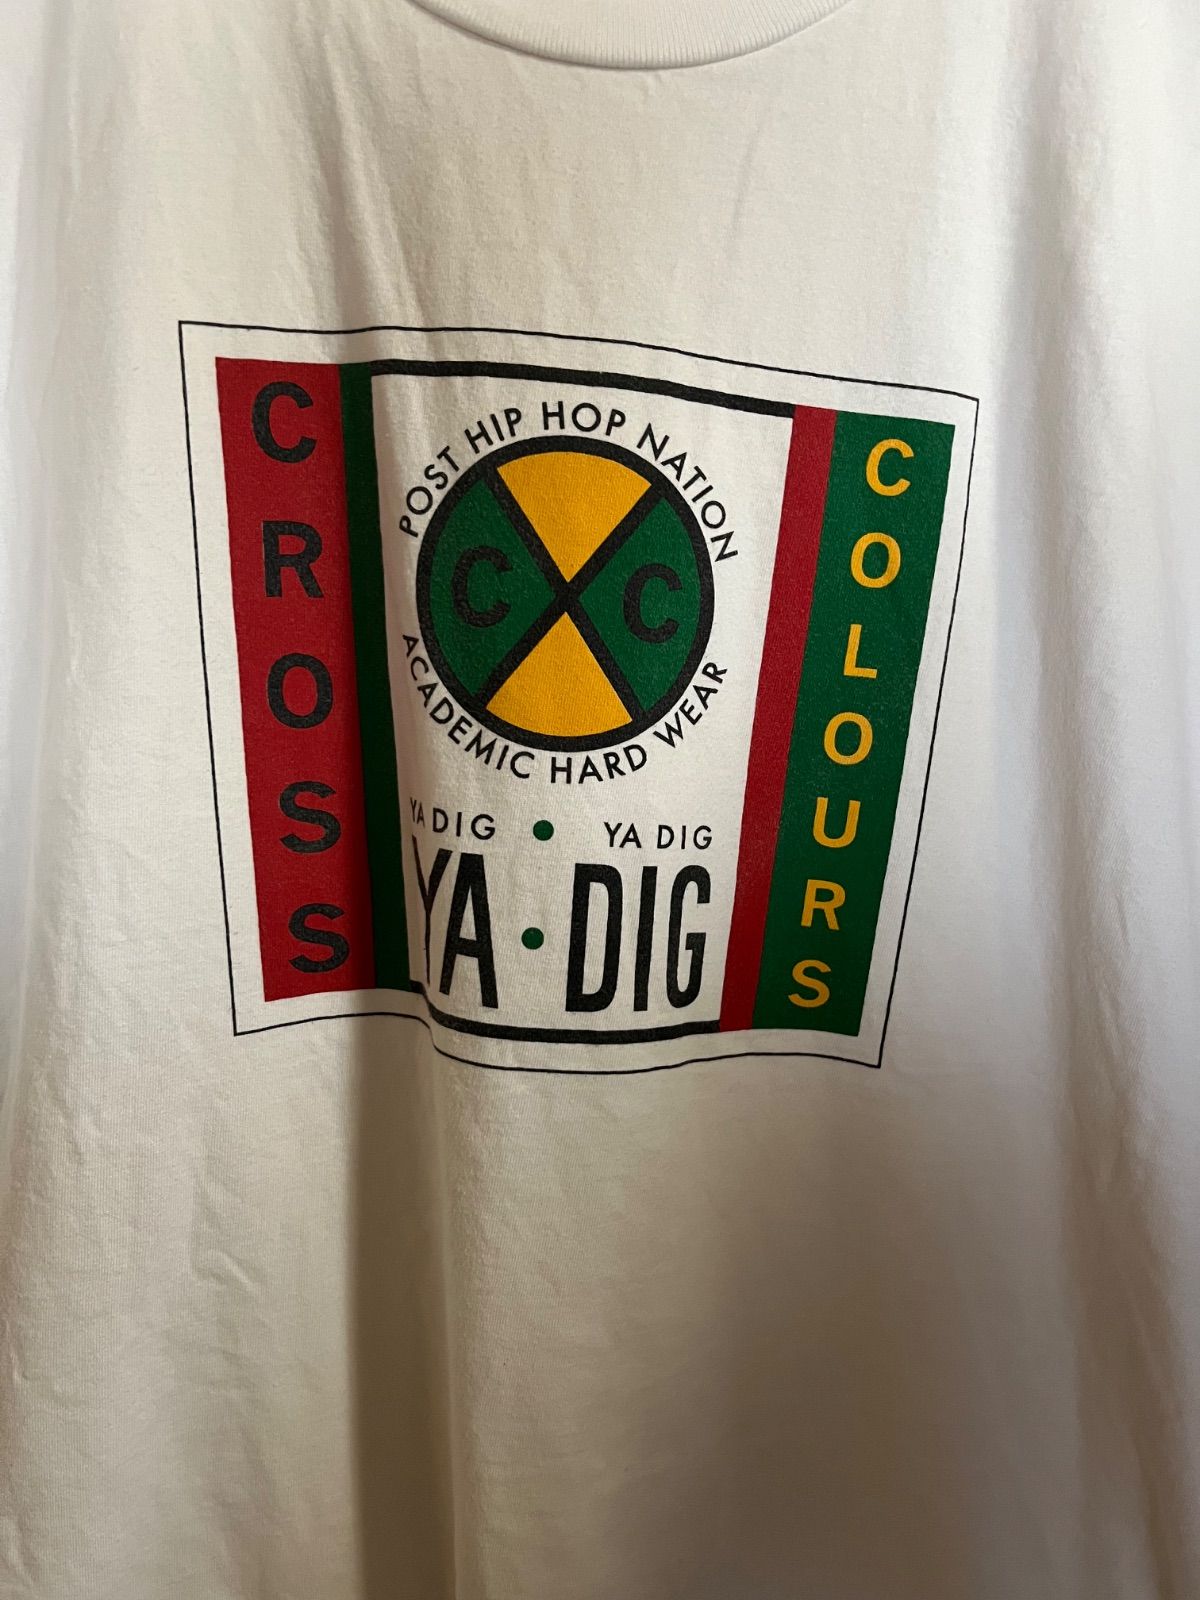 CROSS
POST HIP HOP NATION
C C
ACADEMIC HARD WEAR
YA DIG • YA DIG
YA • DIG
COLOURS